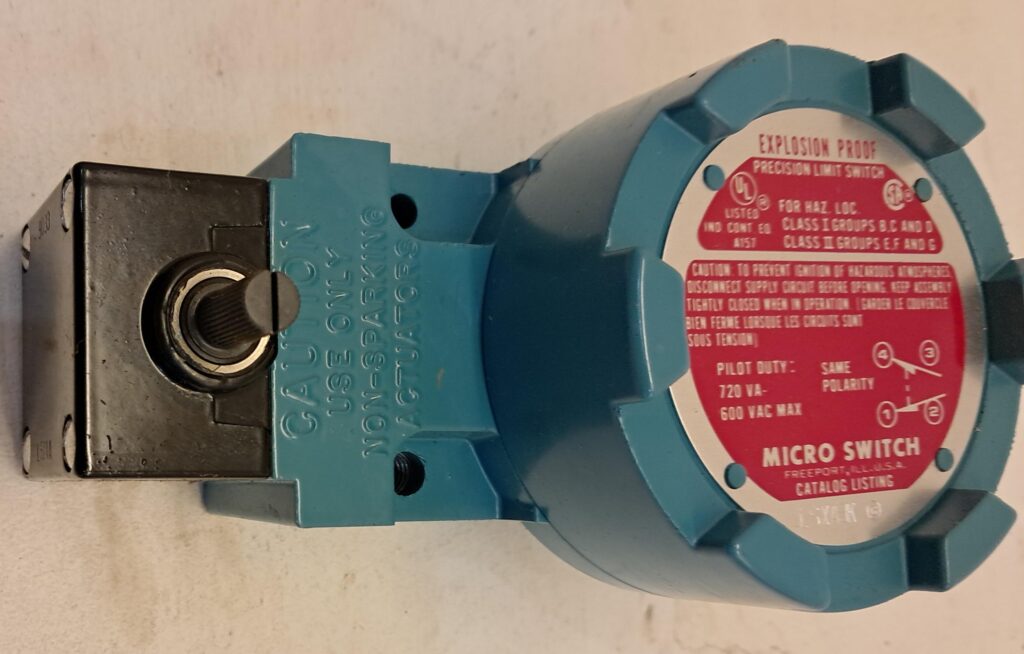 CAUTION
USE ONLY
NON-SPARKING
ACTUATORS
EXPLOSION PROOF
PRECISION LIMIT SWITCH
UL
LISTED
IND CONT EQ
A157
FOR HAZ. LOC.
CLASS I GROUPS B,C AND D
CLASS II GROUPS E,F AND G
CAUTION: TO PREVENT IGNITION OF HAZARDOUS ATMOSPHERES
DISCONNECT SUPPLY CIRCUIT BEFORE OPENING. KEEP ASSEMBLY
TIGHTLY CLOSED WHEN IN OPERATION. (GARDER LE COUVERCLE
BIEN FERME LORSQUE LES CIRCUITS SONT
SOUS TENSION)
PILOT DUTY:
720 VA-
600 VAC MAX
SAME
POLARITY
4 3
1 2
MICRO SWITCH
FREEPORT, ILL. U.S.A.
CATALOG LISTING